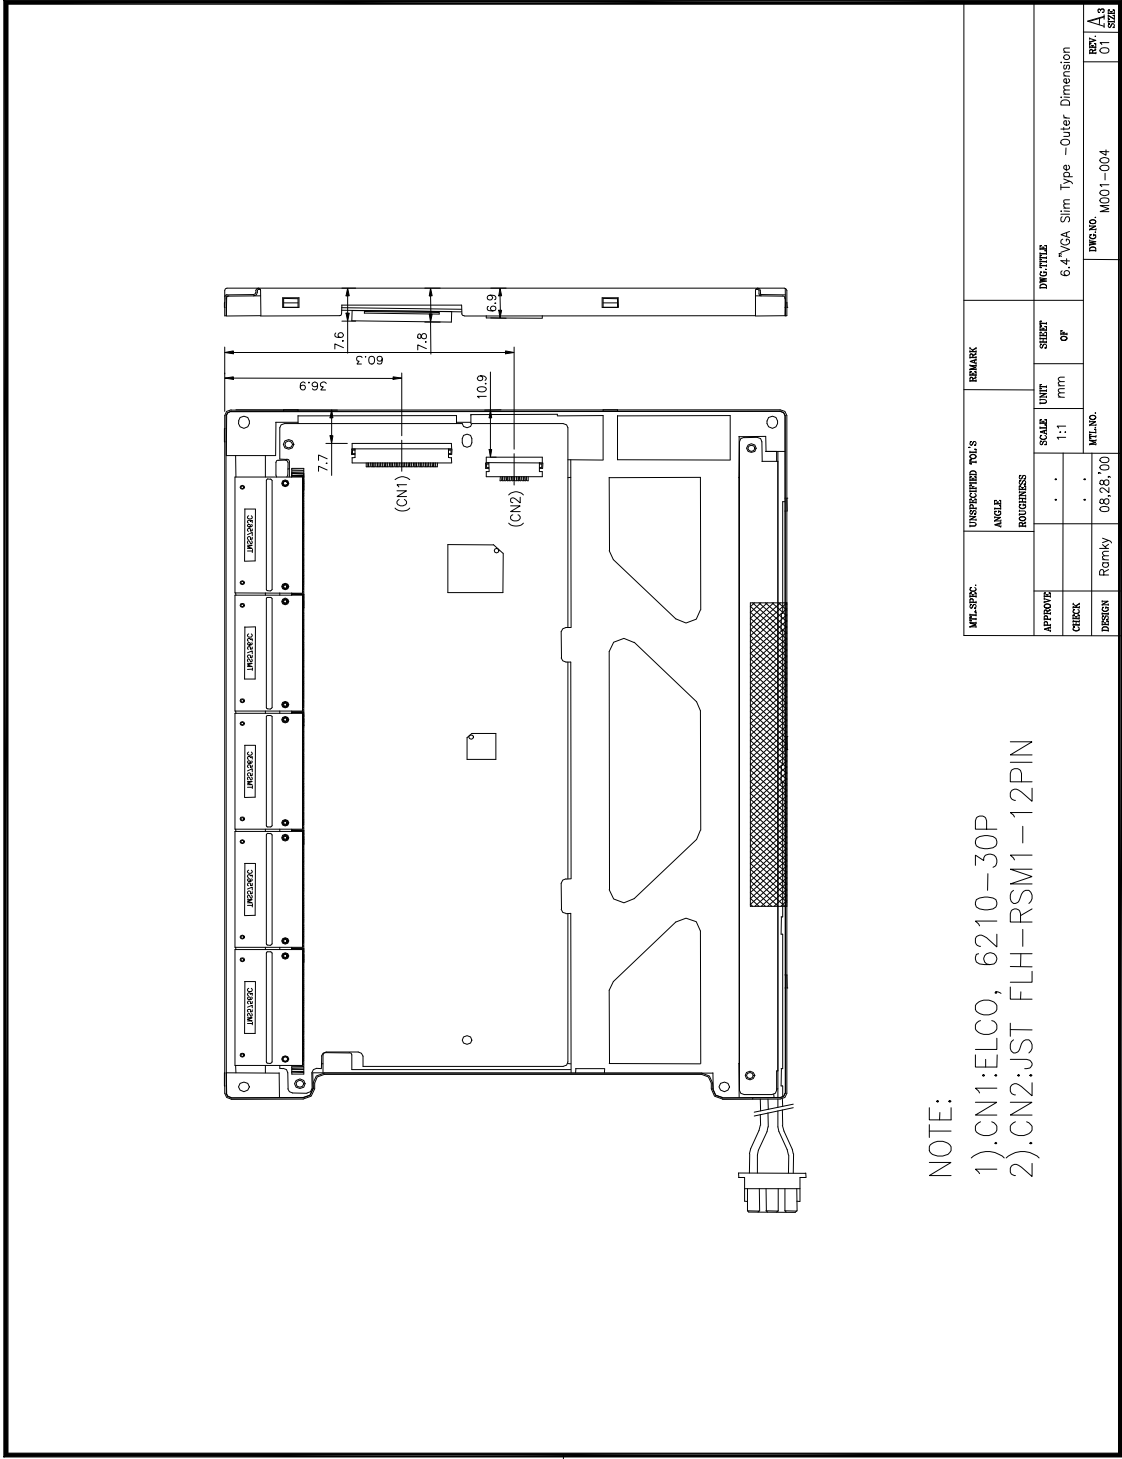 7.6
7.8
6.9
60.3
36.9
10.9
7.7
(CN1)
(CN2)
NOTE:
1).CN1:ELCO, 6210-30P
2).CN2:JST FLH-RSM1-12PIN
MTL.SPEC.
UNSPECIFIED TOL'S
ANGLE
ROUGHNESS
REMARK
APPROVE
CHECK
DESIGN
Ramky
08,28,'00
SCALE
1:1
UNIT
mm
SHEET
OF
MTL.NO.
DWG.TITLE
6.4"VGA Slim Type -Outer Dimension
DWG.NO.
M001-004
REV.
01
A3
SIZE